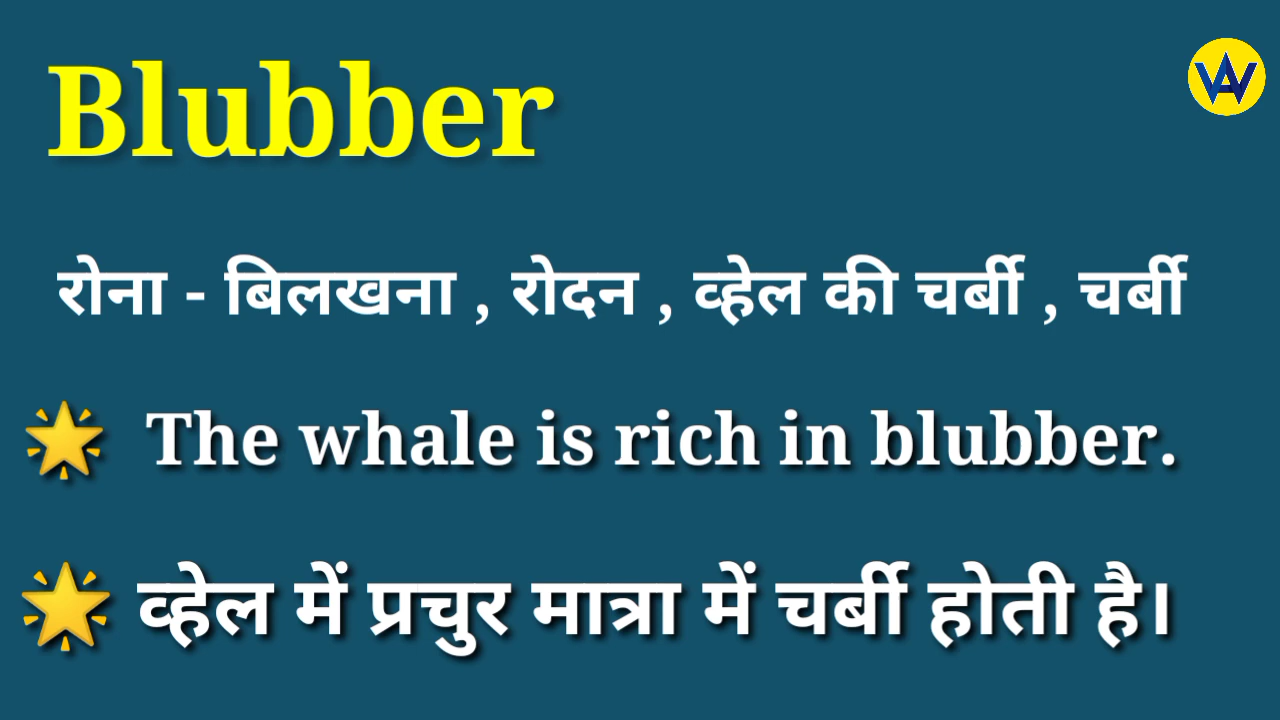 Blubber
रोना - बिलखना , रोदन , व्हेल की चर्बी , चर्बी
The whale is rich in blubber.
व्हेल में प्रचुर मात्रा में चर्बी होती है।